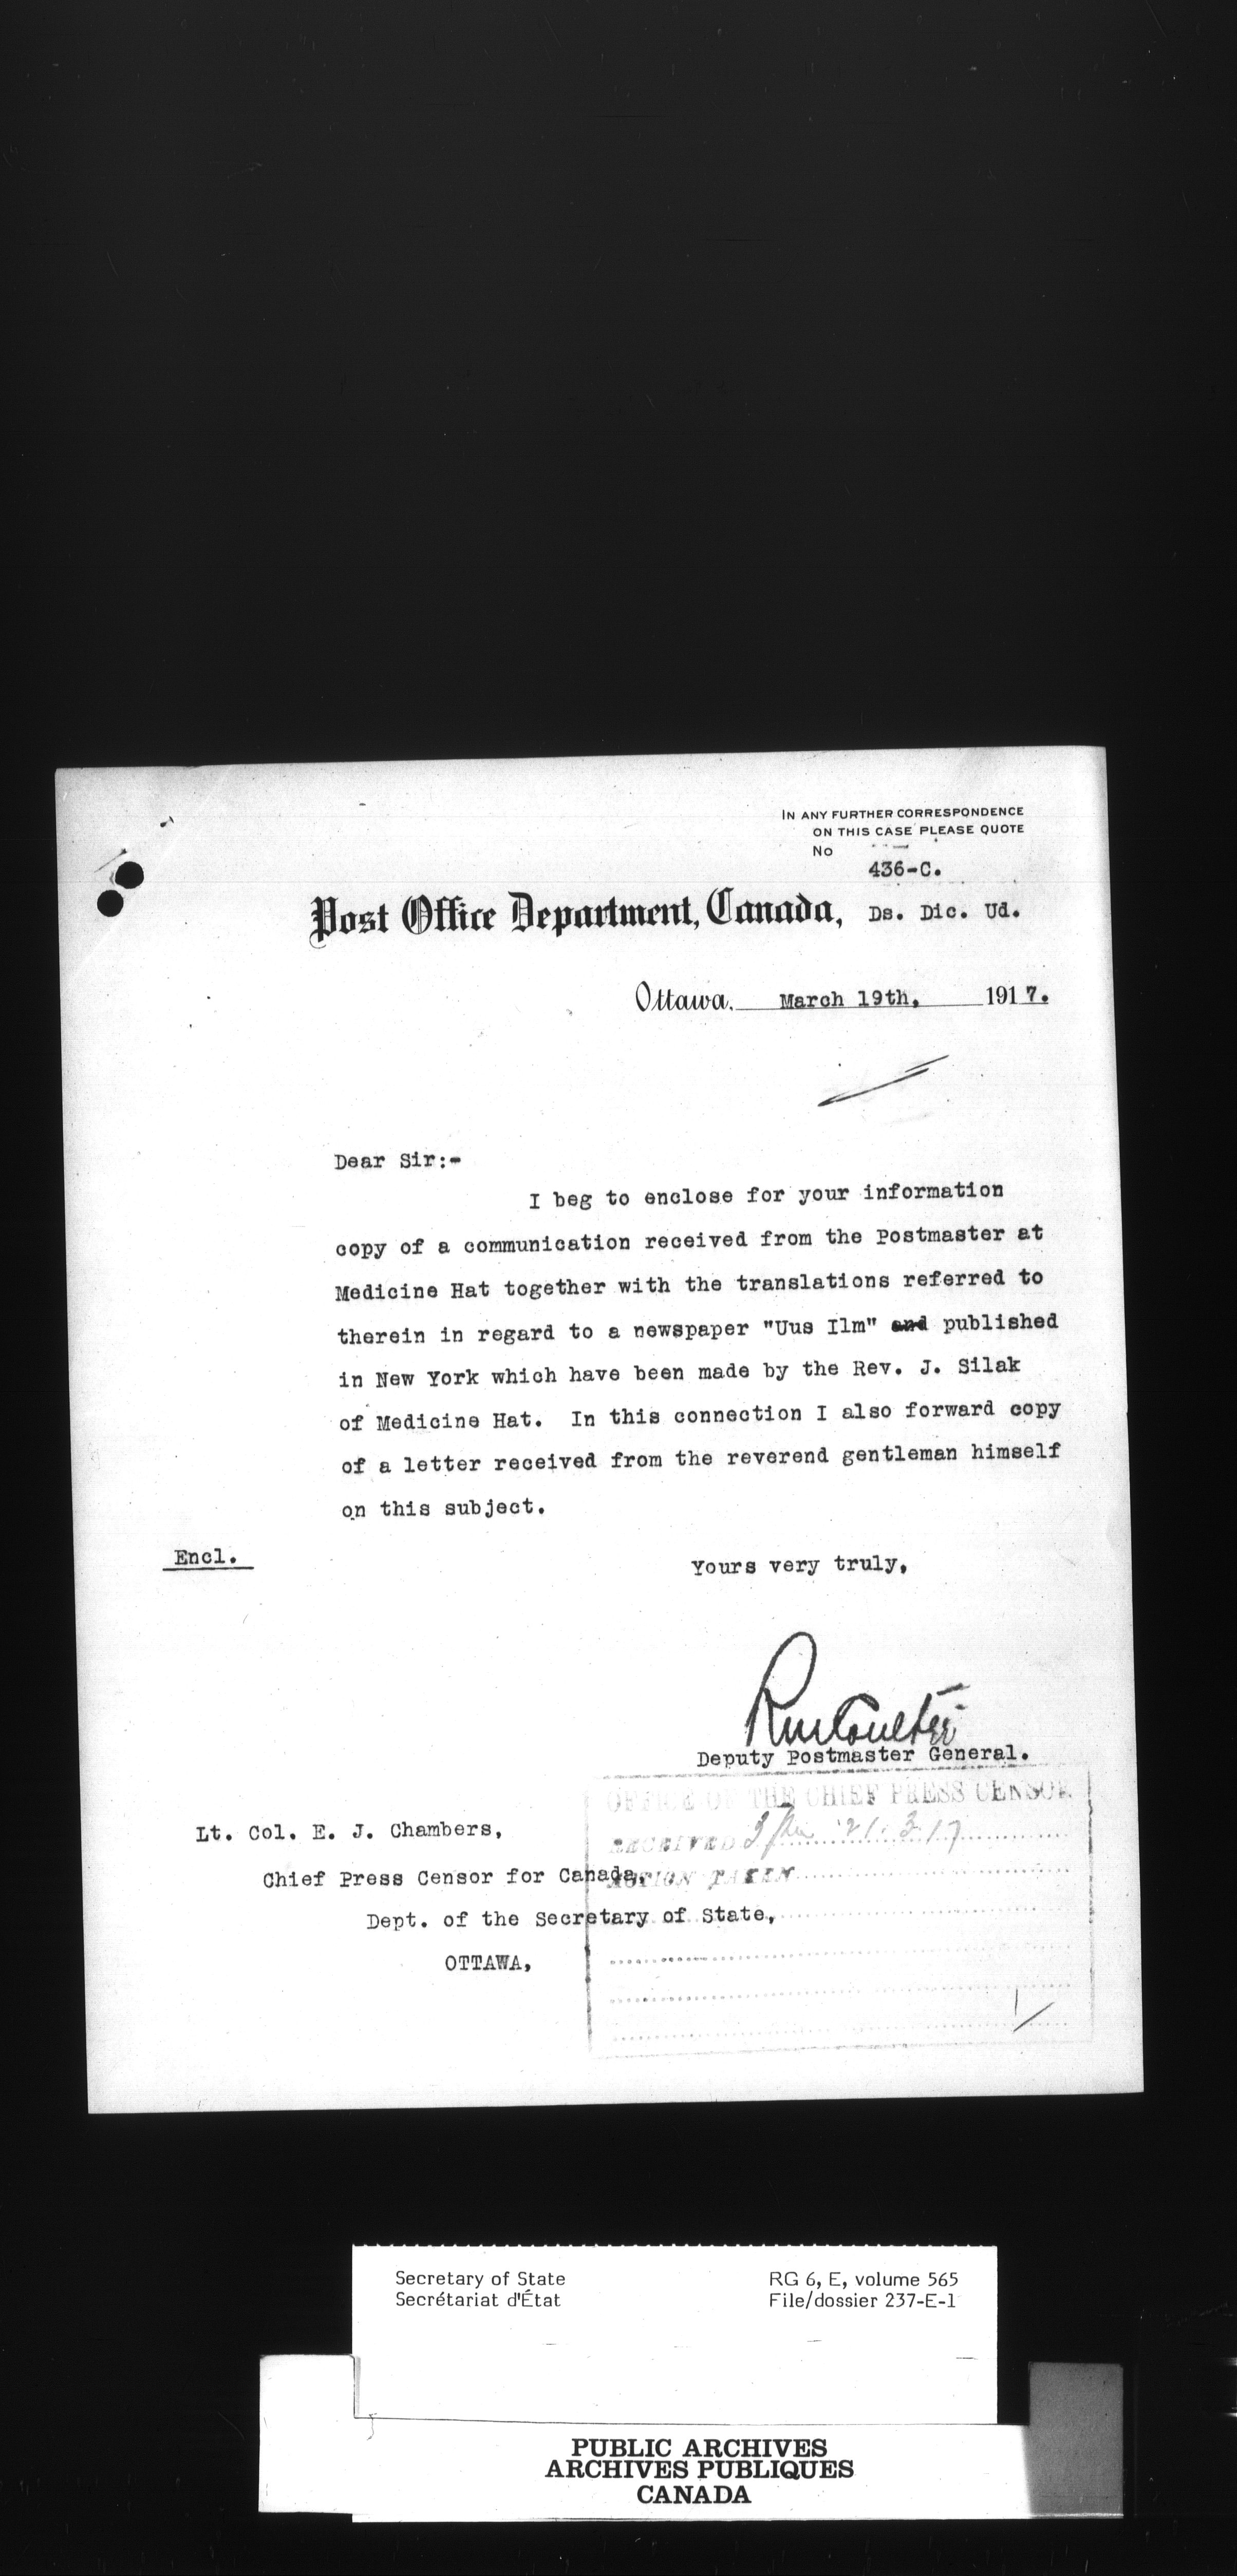 IN ANY FURTHER CORRESPONDENCE
ON THIS CASE PLEASE QUOTE
No
436-C.
Post Office Department, Canada, Ds. Dic. Ud.
Ottawa, March 19th, 1917.
Dear Sir:-
I beg to enclose for your information
copy of a communication received from the Postmaster at
Medicine Hat together with the translations referred to
therein in regard to a newspaper "Uus Ilm" and published
in New York which have been made by the Rev. J. Silak
of Medicine Hat. In this connection I also forward copy
of a letter received from the reverend gentleman himself
on this subject.
Encl.
Yours very truly,
RmCoulter
Deputy Postmaster General.
OFFICE OF THE CHIEF PRESS CENSOR
RECEIVED 21.3.17
ACTION TAKEN
Lt. Col. E. J. Chambers,
Chief Press Censor for Canada,
Dept. of the Secretary of State,
OTTAWA,
Secretary of State
Secrétariat d'État
RG 6, E, volume 565
File/dossier 237-E-1
PUBLIC ARCHIVES
ARCHIVES PUBLIQUES
CANADA